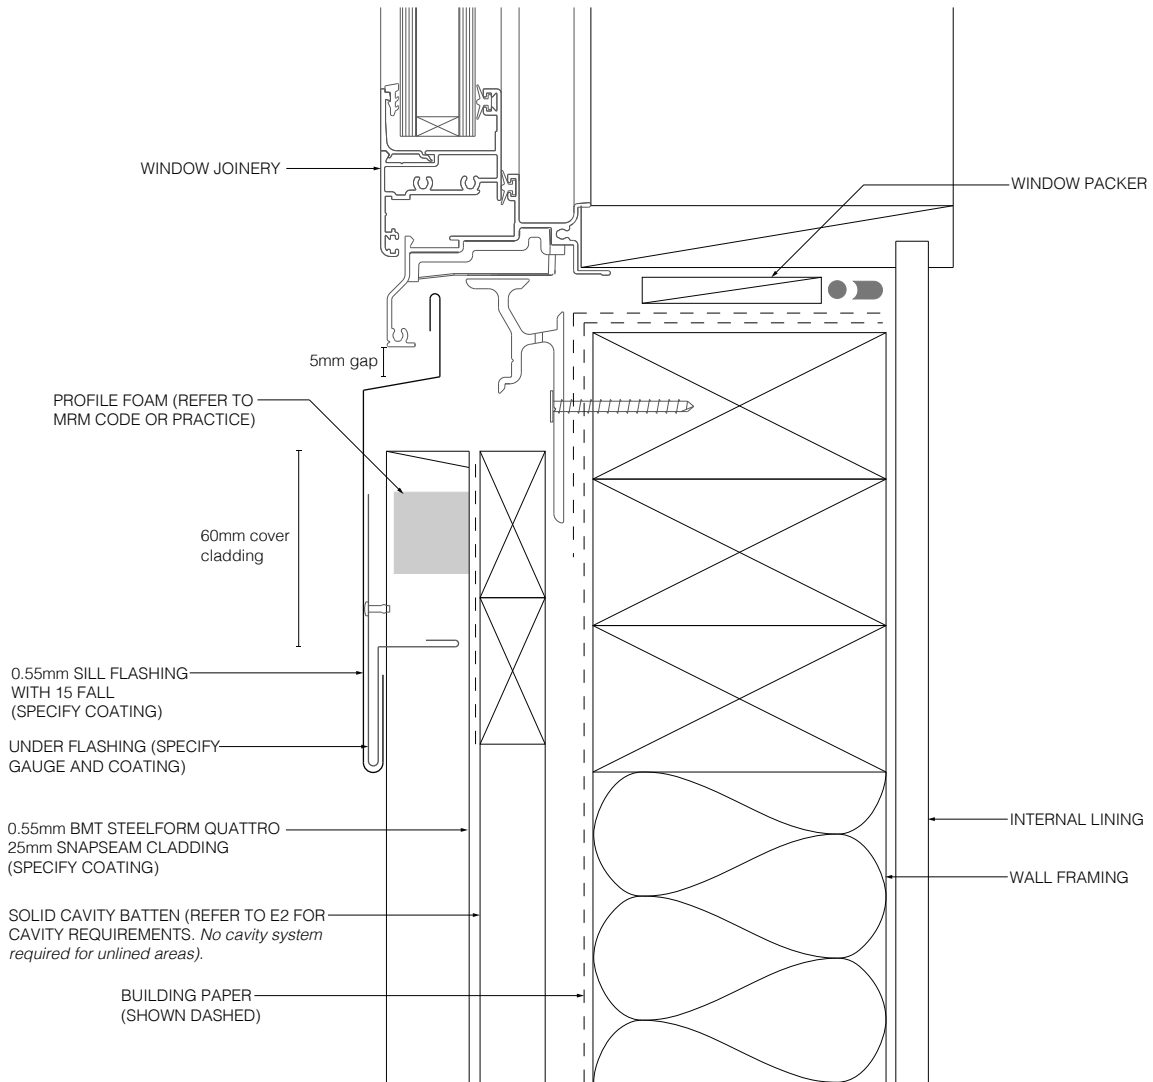 WINDOW JOINERY
WINDOW PACKER
5mm gap
PROFILE FOAM (REFER TO
MRM CODE OR PRACTICE)
60mm cover
cladding
0.55mm SILL FLASHING
WITH 15 FALL
(SPECIFY COATING)
UNDER FLASHING (SPECIFY
GAUGE AND COATING)
0.55mm BMT STEELFORM QUATTRO
25mm SNAPSEAM CLADDING
(SPECIFY COATING)
INTERNAL LINING
WALL FRAMING
SOLID CAVITY BATTEN (REFER TO E2 FOR
CAVITY REQUIREMENTS. No cavity system
required for unlined areas).
BUILDING PAPER
(SHOWN DASHED)